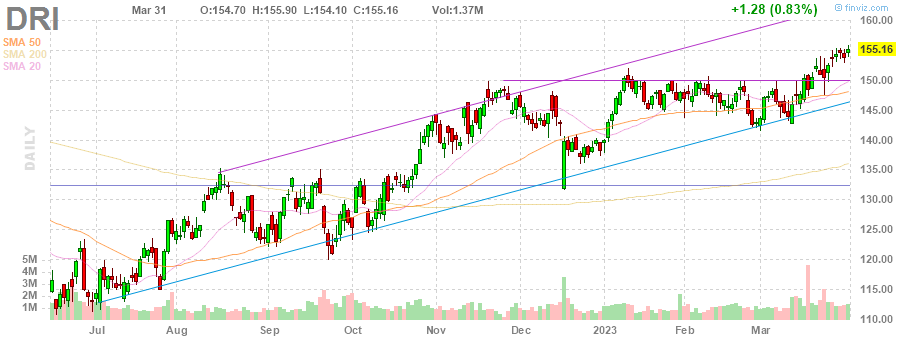 DRI
Mar 31 O:154.70 H:155.90 L:154.10 C:155.16 Vol:1.37M +1.28 (0.83%) @ finviz.com
SMA 50
SMA 200
SMA 20
DAILY
160.00
155.16
150.00
145.00
140.00
135.00
130.00
125.00
120.00
115.00
110.00
5M
4M
3M
2M
1M
Jul Aug Sep Oct Nov Dec 2023 Feb Mar